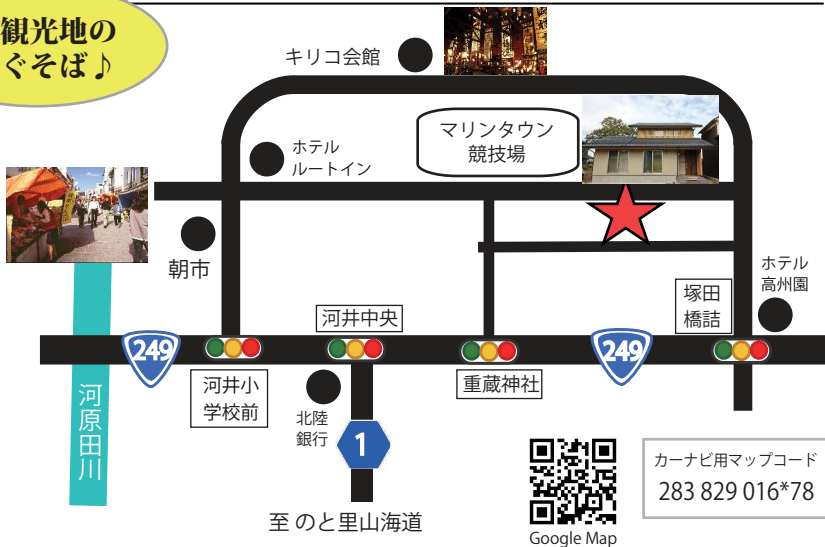 観光地の
ぐそば♪
キリコ会館
マリンタウン
競技場
ホテル
ルートイン
朝市
ホテル
高州園
塚田
橋詰
河井中央
249
249
河井小
学校前
重蔵神社
河原田川
北陸
銀行
1
至 のと里山海道
カーナビ用マップコード
283 829 016*78
Google Map